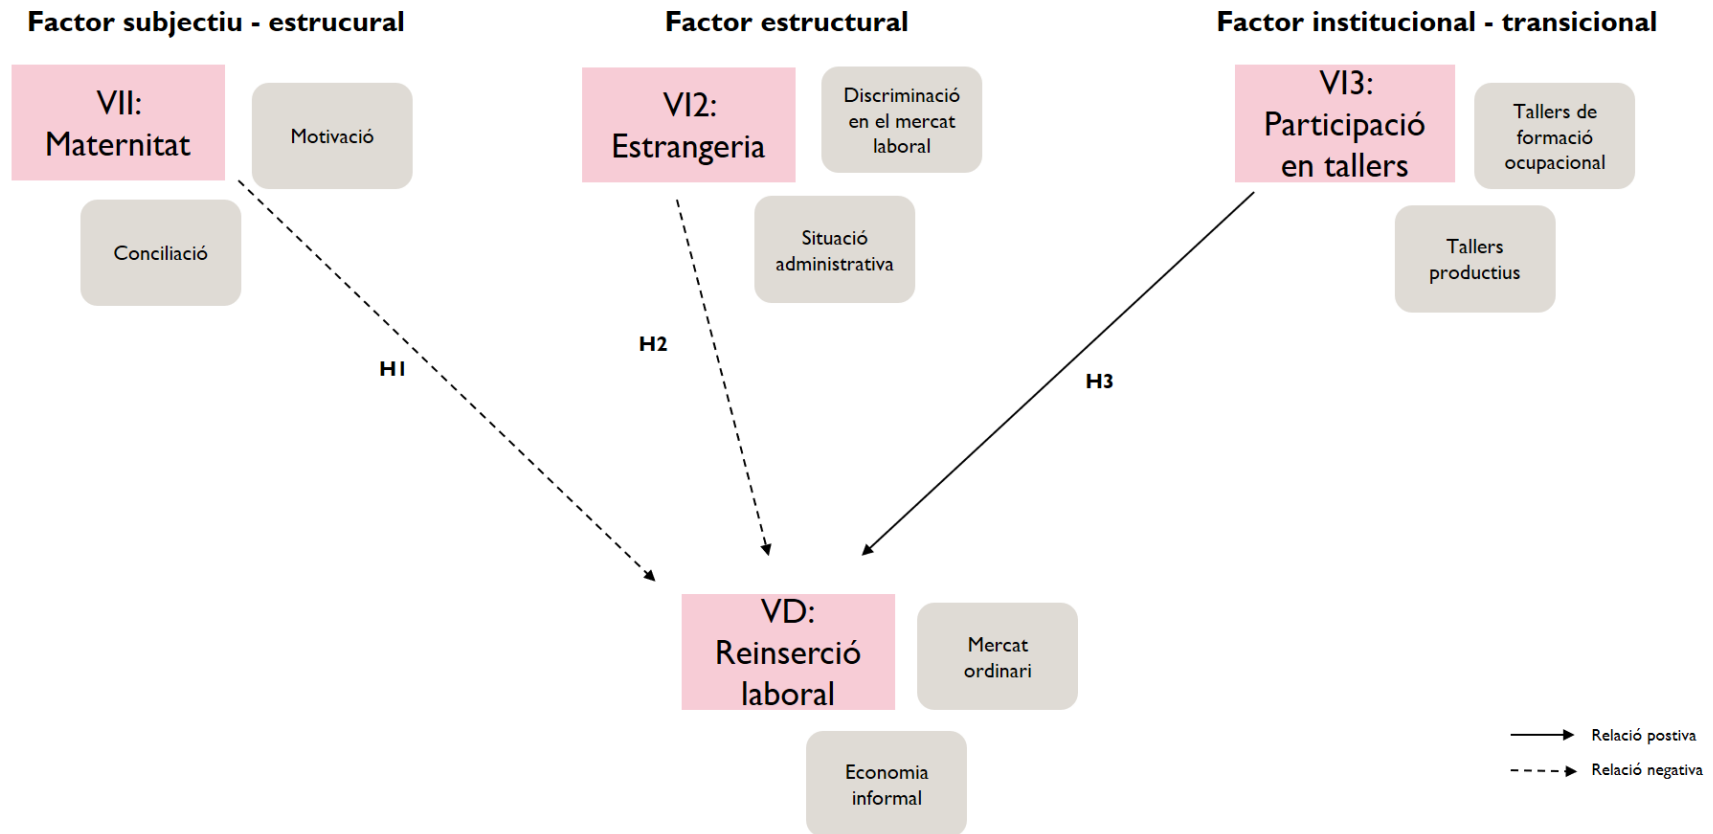 Factor subjectiu - estrucural
Factor estructural
Factor institucional - transicional
VI1:
Maternitat
Motivació
Conciliació
VI2:
Estrangeria
Discriminació
en el mercat
laboral
Situació
administrativa
VI3:
Participació
en tallers
Tallers de
formació
ocupacional
Tallers
productius
H1
H2
H3
VD:
Reinserció
laboral
Mercat
ordinari
Economia
informal
Relació postiva
Relació negativa